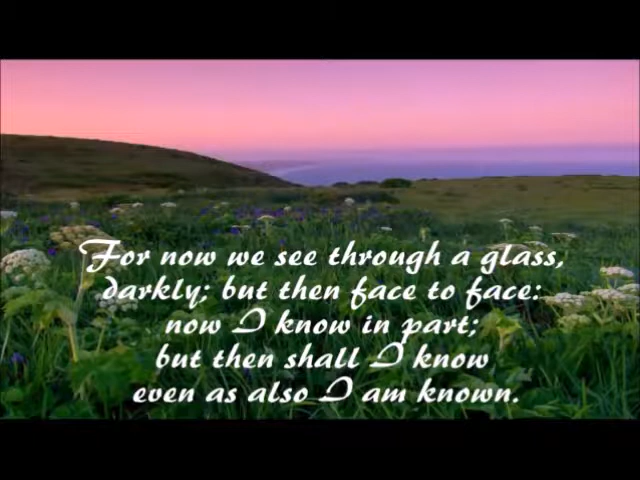 For now we see through a glass,
darkly; but then face to face:
now I know in part;
but then shall I know
even as also I am known.